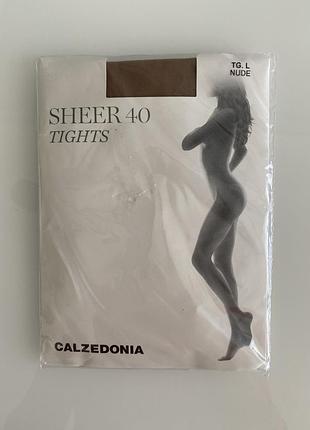 TG. L
NUDE
SHEER 40
TIGHTS
CALZEDONIA